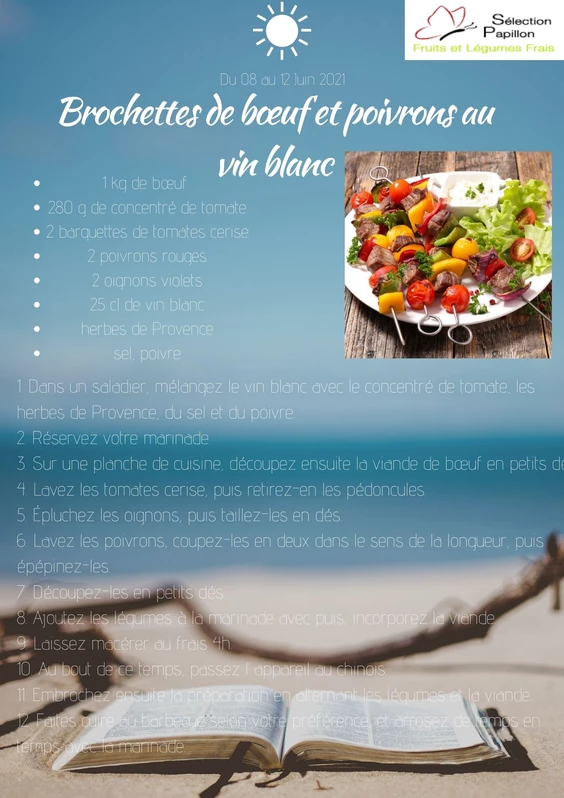 Sélection
Papillon
Fruits et Légumes Frais
Du 08 au 12 Juin 2021
Brochettes de bœuf et poivrons au
vin blanc
1 kg de bœuf
280 g de concentré de tomate
2 barquettes de tomates cerise
2 poivrons rouges
2 oignons violets
25 cl de vin blanc
herbes de Provence
sel, poivre
1. Dans un saladier, mélangez le vin blanc avec le concentré de tomate, les
herbes de Provence, du sel et du poivre.
2. Réservez votre marinade
3. Sur une planche de cuisine, découpez ensuite la viande de bœuf en petits dé
4. Lavez les tomates cerise, puis retirez-en les pédoncules.
5. Épluchez les oignons, puis taillez-les en dés.
6. Lavez les poivrons, coupez-les en deux dans le sens de la longueur, puis
épépinez-les.
7. Découpez-les en petits dés.
8. Ajoutez les légumes à la marinade avec puis, incorporez la viande
9. Laissez macérer au frais 4h.
10. Au bout de ce temps, passez l'appareil au chinois.
11. Embrochez ensuite la préparation en alternant les légumes et la viande.
12. Faites cuire au barbecue selon votre préférence, et arrosez de temps en
temps avec la marinade.